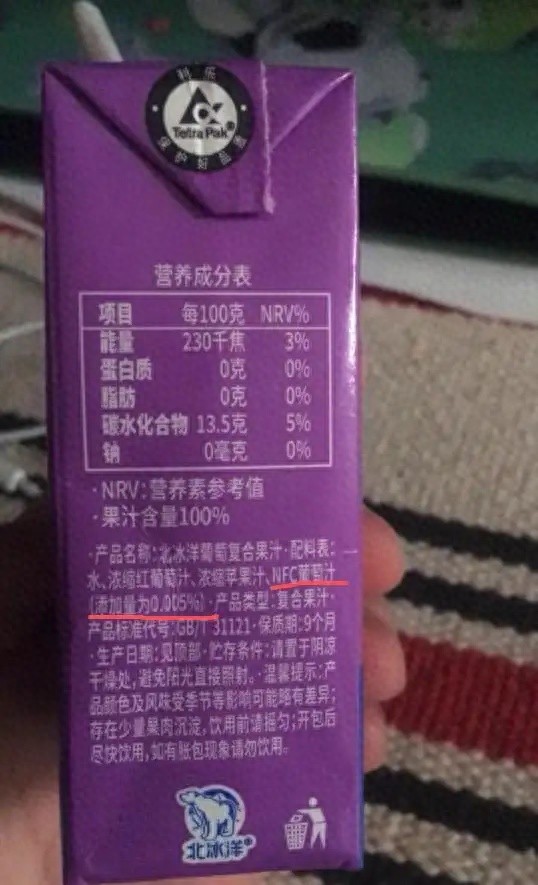 利乐
Tetra Pak®
保护好品质
营养成分表
项目 每100克 NRV%
能量 230千焦 3%
蛋白质 0克 0%
脂肪 0克 0%
碳水化合物 13.5克 5%
钠 0毫克 0%
·NRV:营养素参考值
·果汁含量100%
·产品名称:北冰洋葡萄复合果汁·配料表:
水、浓缩红葡萄汁、浓缩苹果汁、NFC葡萄汁
(添加量为0.005%)·产品类型:复合果汁·
产品标准代号:GB/T 31121·保质期:9个月
·生产日期:见顶部·贮存条件:请置于阴凉
干燥处,避免阳光直接照射。·温馨提示:产
品颜色及风味受季节等影响可能略有差异;
存在少量果肉沉淀,饮用前请摇匀;开包后
尽快饮用,如有胀包现象请勿饮用。
北冰洋®